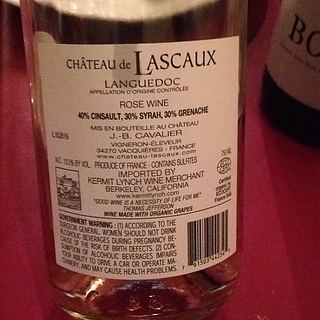 CHÂTEAU de LASCAUX
LANGUEDOC
APPELLATION D'ORIGINE CONTRÔLÉE
ROSE WINE
40% CINSAULT, 30% SYRAH, 30% GRENACHE
MIS EN BOUTEILLE AU CHÂTEAU
J.-B. CAVALIER
VIGNERON-ÉLEVEUR
34270 VACQUIÈRES - FRANCE
www.chateau-lascaux.com
ALC. 13.0% BY VOL. PRODUCE OF FRANCE - CONTAINS SULFITES 750 ML
IMPORTED BY
KERMIT LYNCH WINE MERCHANT
BERKELEY, CALIFORNIA
www.kermitlynch.com
"GOOD WINE IS A NECESSITY OF LIFE FOR ME"
THOMAS JEFFERSON
WINE MADE WITH ORGANIC GRAPES
GOVERNMENT WARNING : (1) ACCORDING TO THE
SURGEON GENERAL, WOMEN SHOULD NOT DRINK
ALCOHOLIC BEVERAGES DURING PREGNANCY BE-
CAUSE OF THE RISK OF BIRTH DEFECTS. (2) CON-
SUMPTION OF ALCOHOLIC BEVERAGES IMPAIRS
YOUR ABILITY TO DRIVE A CAR OR OPERATE MA-
CHINERY, AND MAY CAUSE HEALTH PROBLEMS.
ECO
CERT
Certified
BO